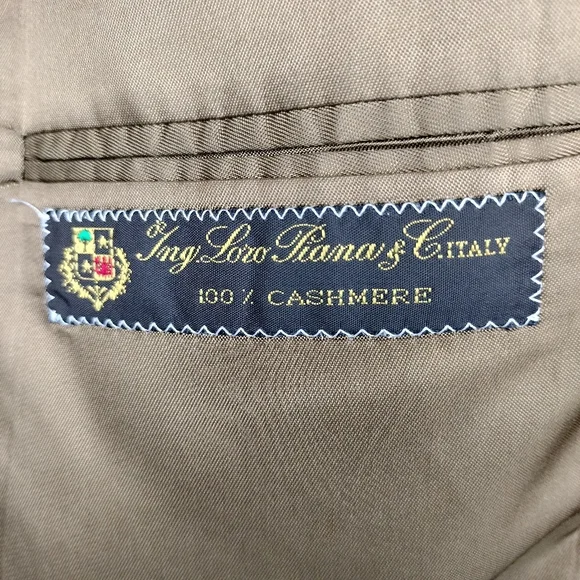 Ing. Loro Piana & C. ITALY
100 % CASHMERE